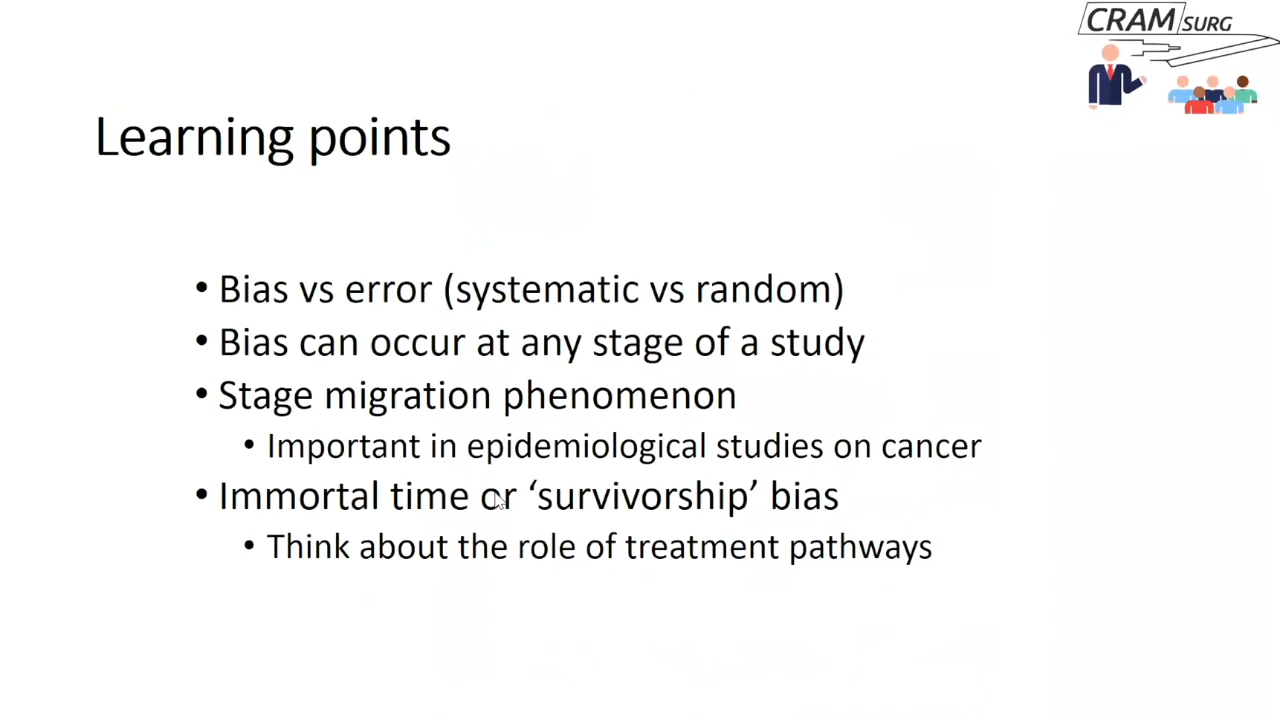 CRAM SURG
Learning points
• Bias vs error (systematic vs random)
• Bias can occur at any stage of a study
• Stage migration phenomenon
• Important in epidemiological studies on cancer
• Immortal time or ‘survivorship’ bias
• Think about the role of treatment pathways